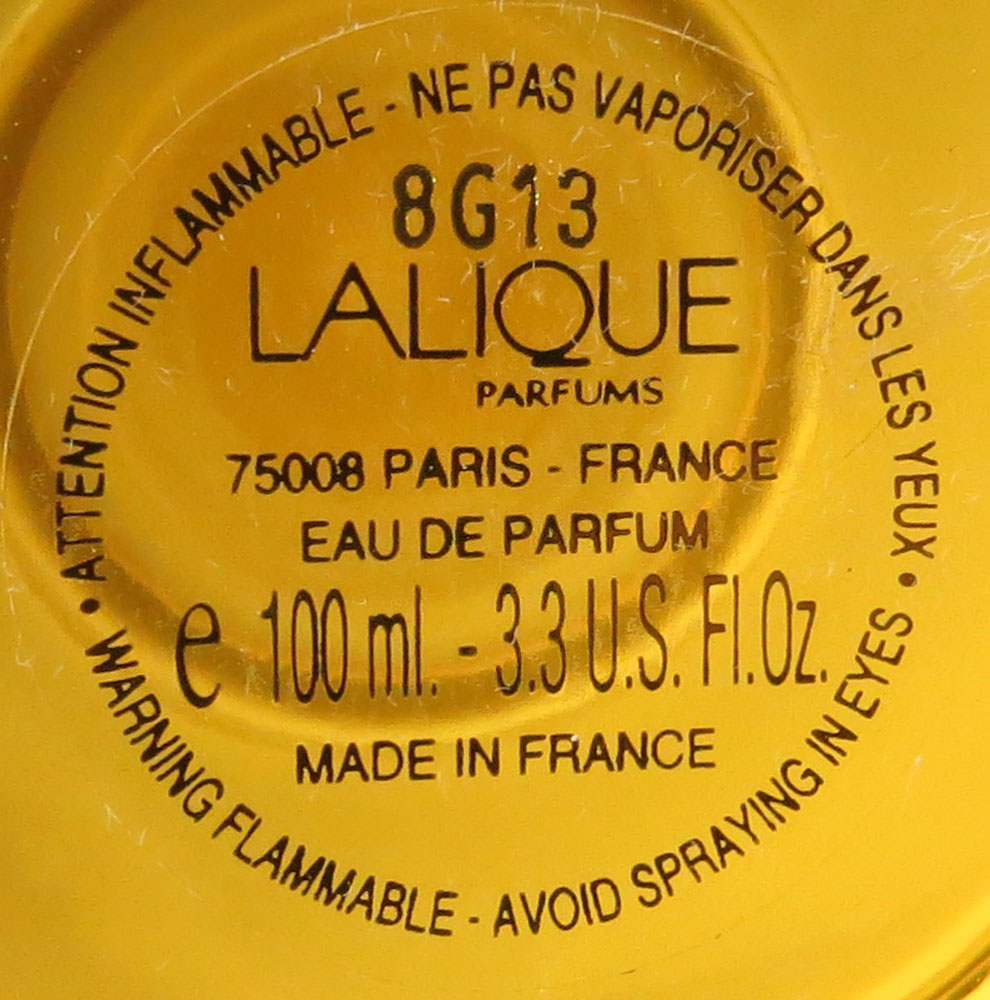 • ATTENTION INFLAMMABLE - NE PAS VAPORISER DANS LES YEUX •
8G13
LALIQUE
PARFUMS
75008 PARIS - FRANCE
EAU DE PARFUM
e 100 ml. - 3.3 U.S. Fl.Oz.
MADE IN FRANCE
WARNING FLAMMABLE - AVOID SPRAYING IN EYES